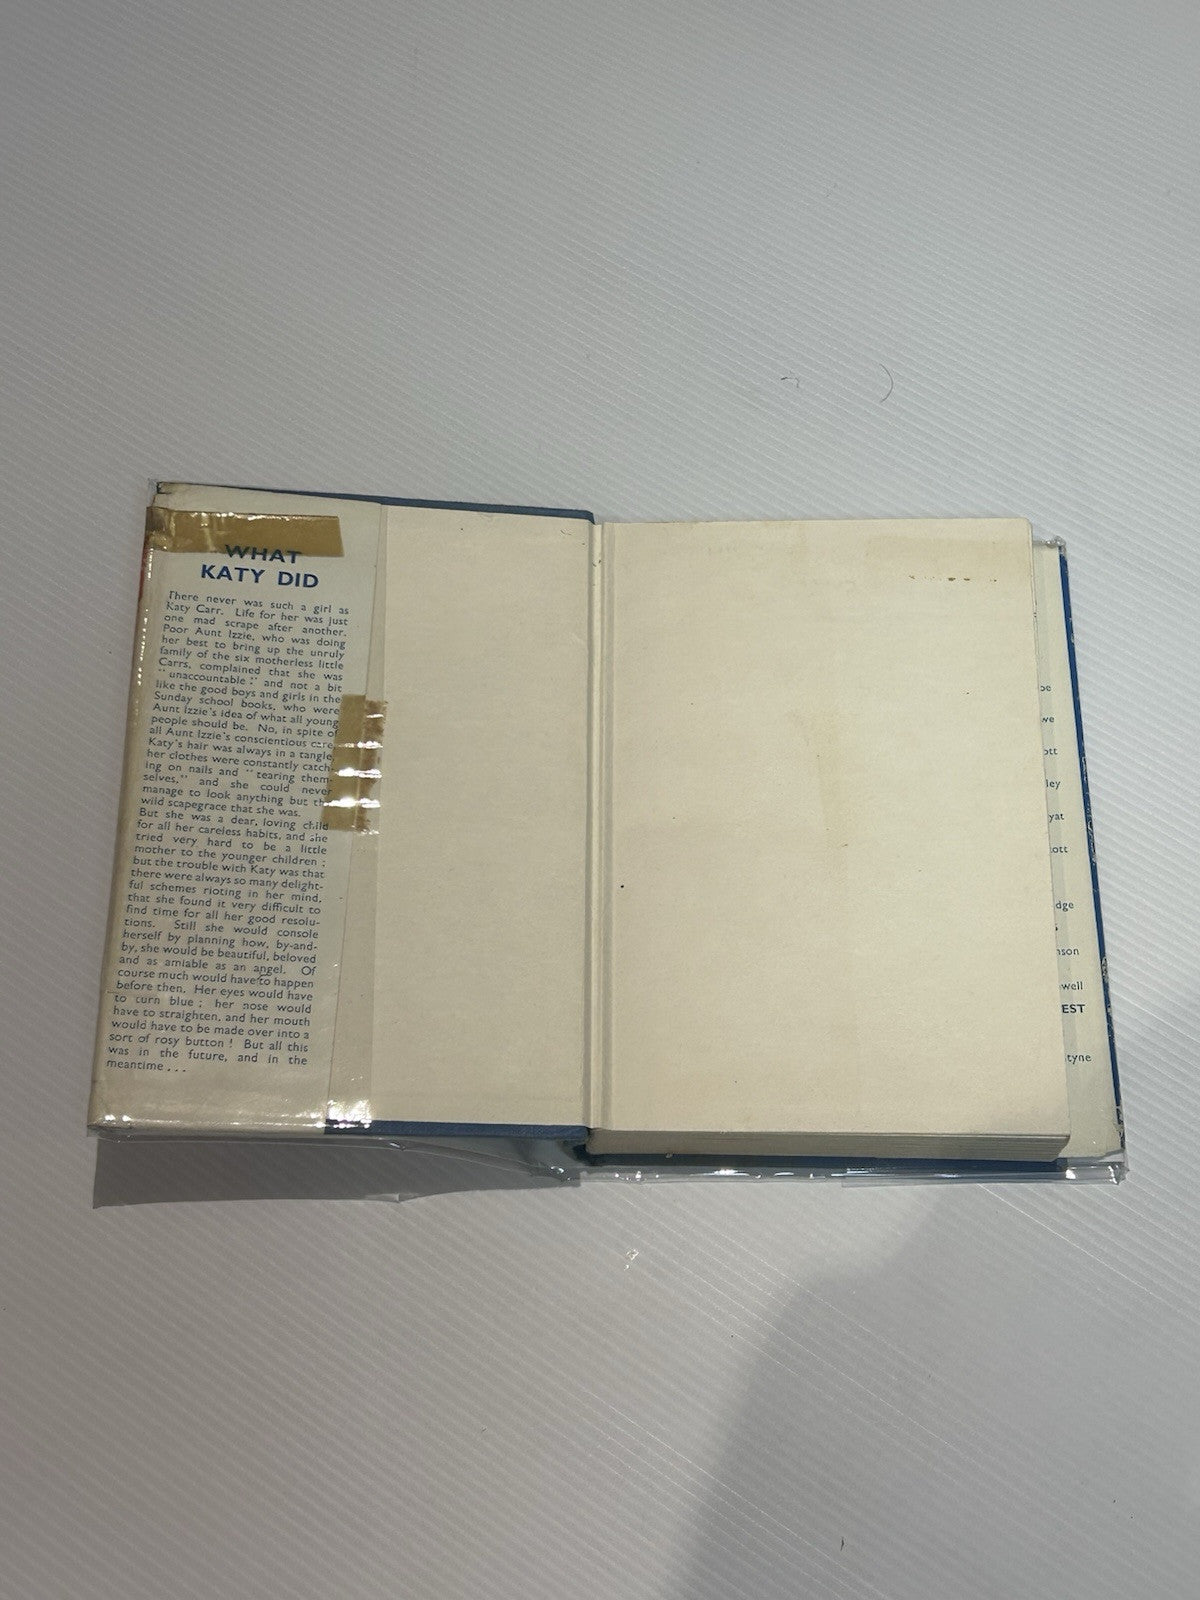 WHAT
KATY DID
There never was such a girl as
Katy Carr. Life for her was just
one mad scrape after another.
Poor Aunt Izzie, who was doing
her best to bring up the unruly
family of the six motherless little
Carrs, complained that she was
"unaccountable:" and not a bit
like the good boys and girls in the
Sunday school books, who were
Aunt Izzie's idea of what all young
people should be. No, in spite of
all Aunt Izzie's conscientious care
Katy's hair was always in a tangle,
her clothes were constantly catch-
ing on nails and "tearing them-
selves," and she could never
manage to look anything but the
wild scapegrace that she was.
But she was a dear, loving child
for all her careless habits, and she
tried very hard to be a little
mother to the younger children;
but the trouble with Katy was that
there were always so many delight-
ful schemes rioting in her mind,
that she found it very difficult to
find time for all her good resolu-
tions. Still she would console
herself by planning how, by-and-
by, she would be beautiful, beloved
and as amiable as an angel. Of
course much would have to happen
before then. Her eyes would have
to turn blue; her nose would
have to straighten, and her mouth
would have to be made over into a
sort of rosy button! But all this
was in the future, and in the
meantime...
oe
we
ott
ley
yat
cott
dge
nson
well
EST
tyne